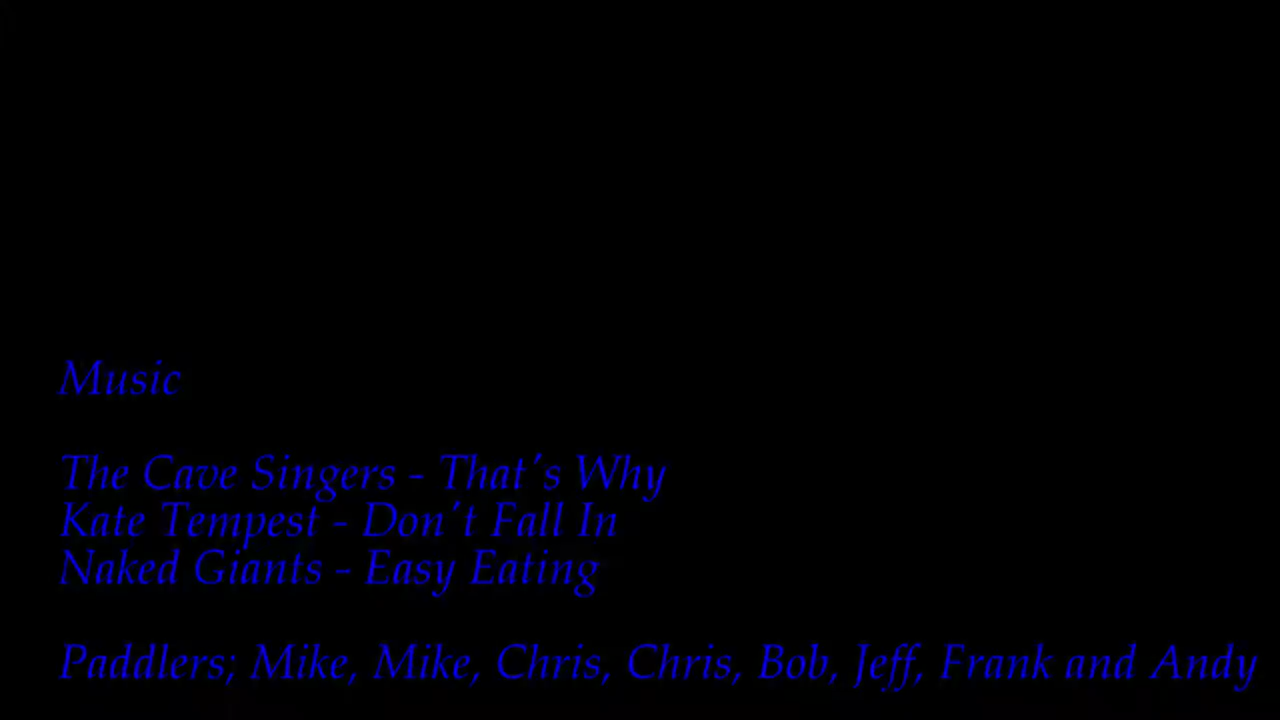 Music
The Cave Singers - That's Why
Kate Tempest - Don't Fall In
Naked Giants - Easy Eating
Paddlers; Mike, Mike, Chris, Chris, Bob, Jeff, Frank and Andy